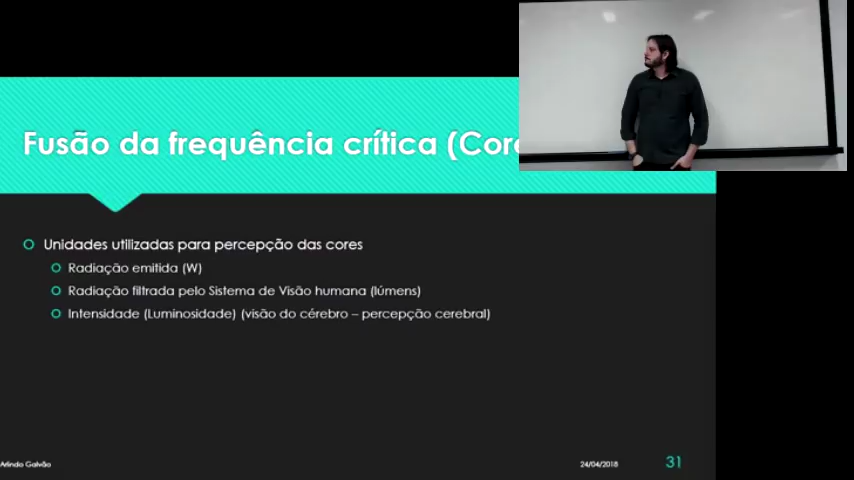 Fusão da frequência crítica (Core
Unidades utilizadas para percepção das cores
Radiação emitida (W)
Radiação filtrada pelo Sistema de Visão humana (lúmens)
Intensidade (Luminosidade) (visão do cérebro – percepção cerebral)
Arlindo Galvão
24/04/2018
31